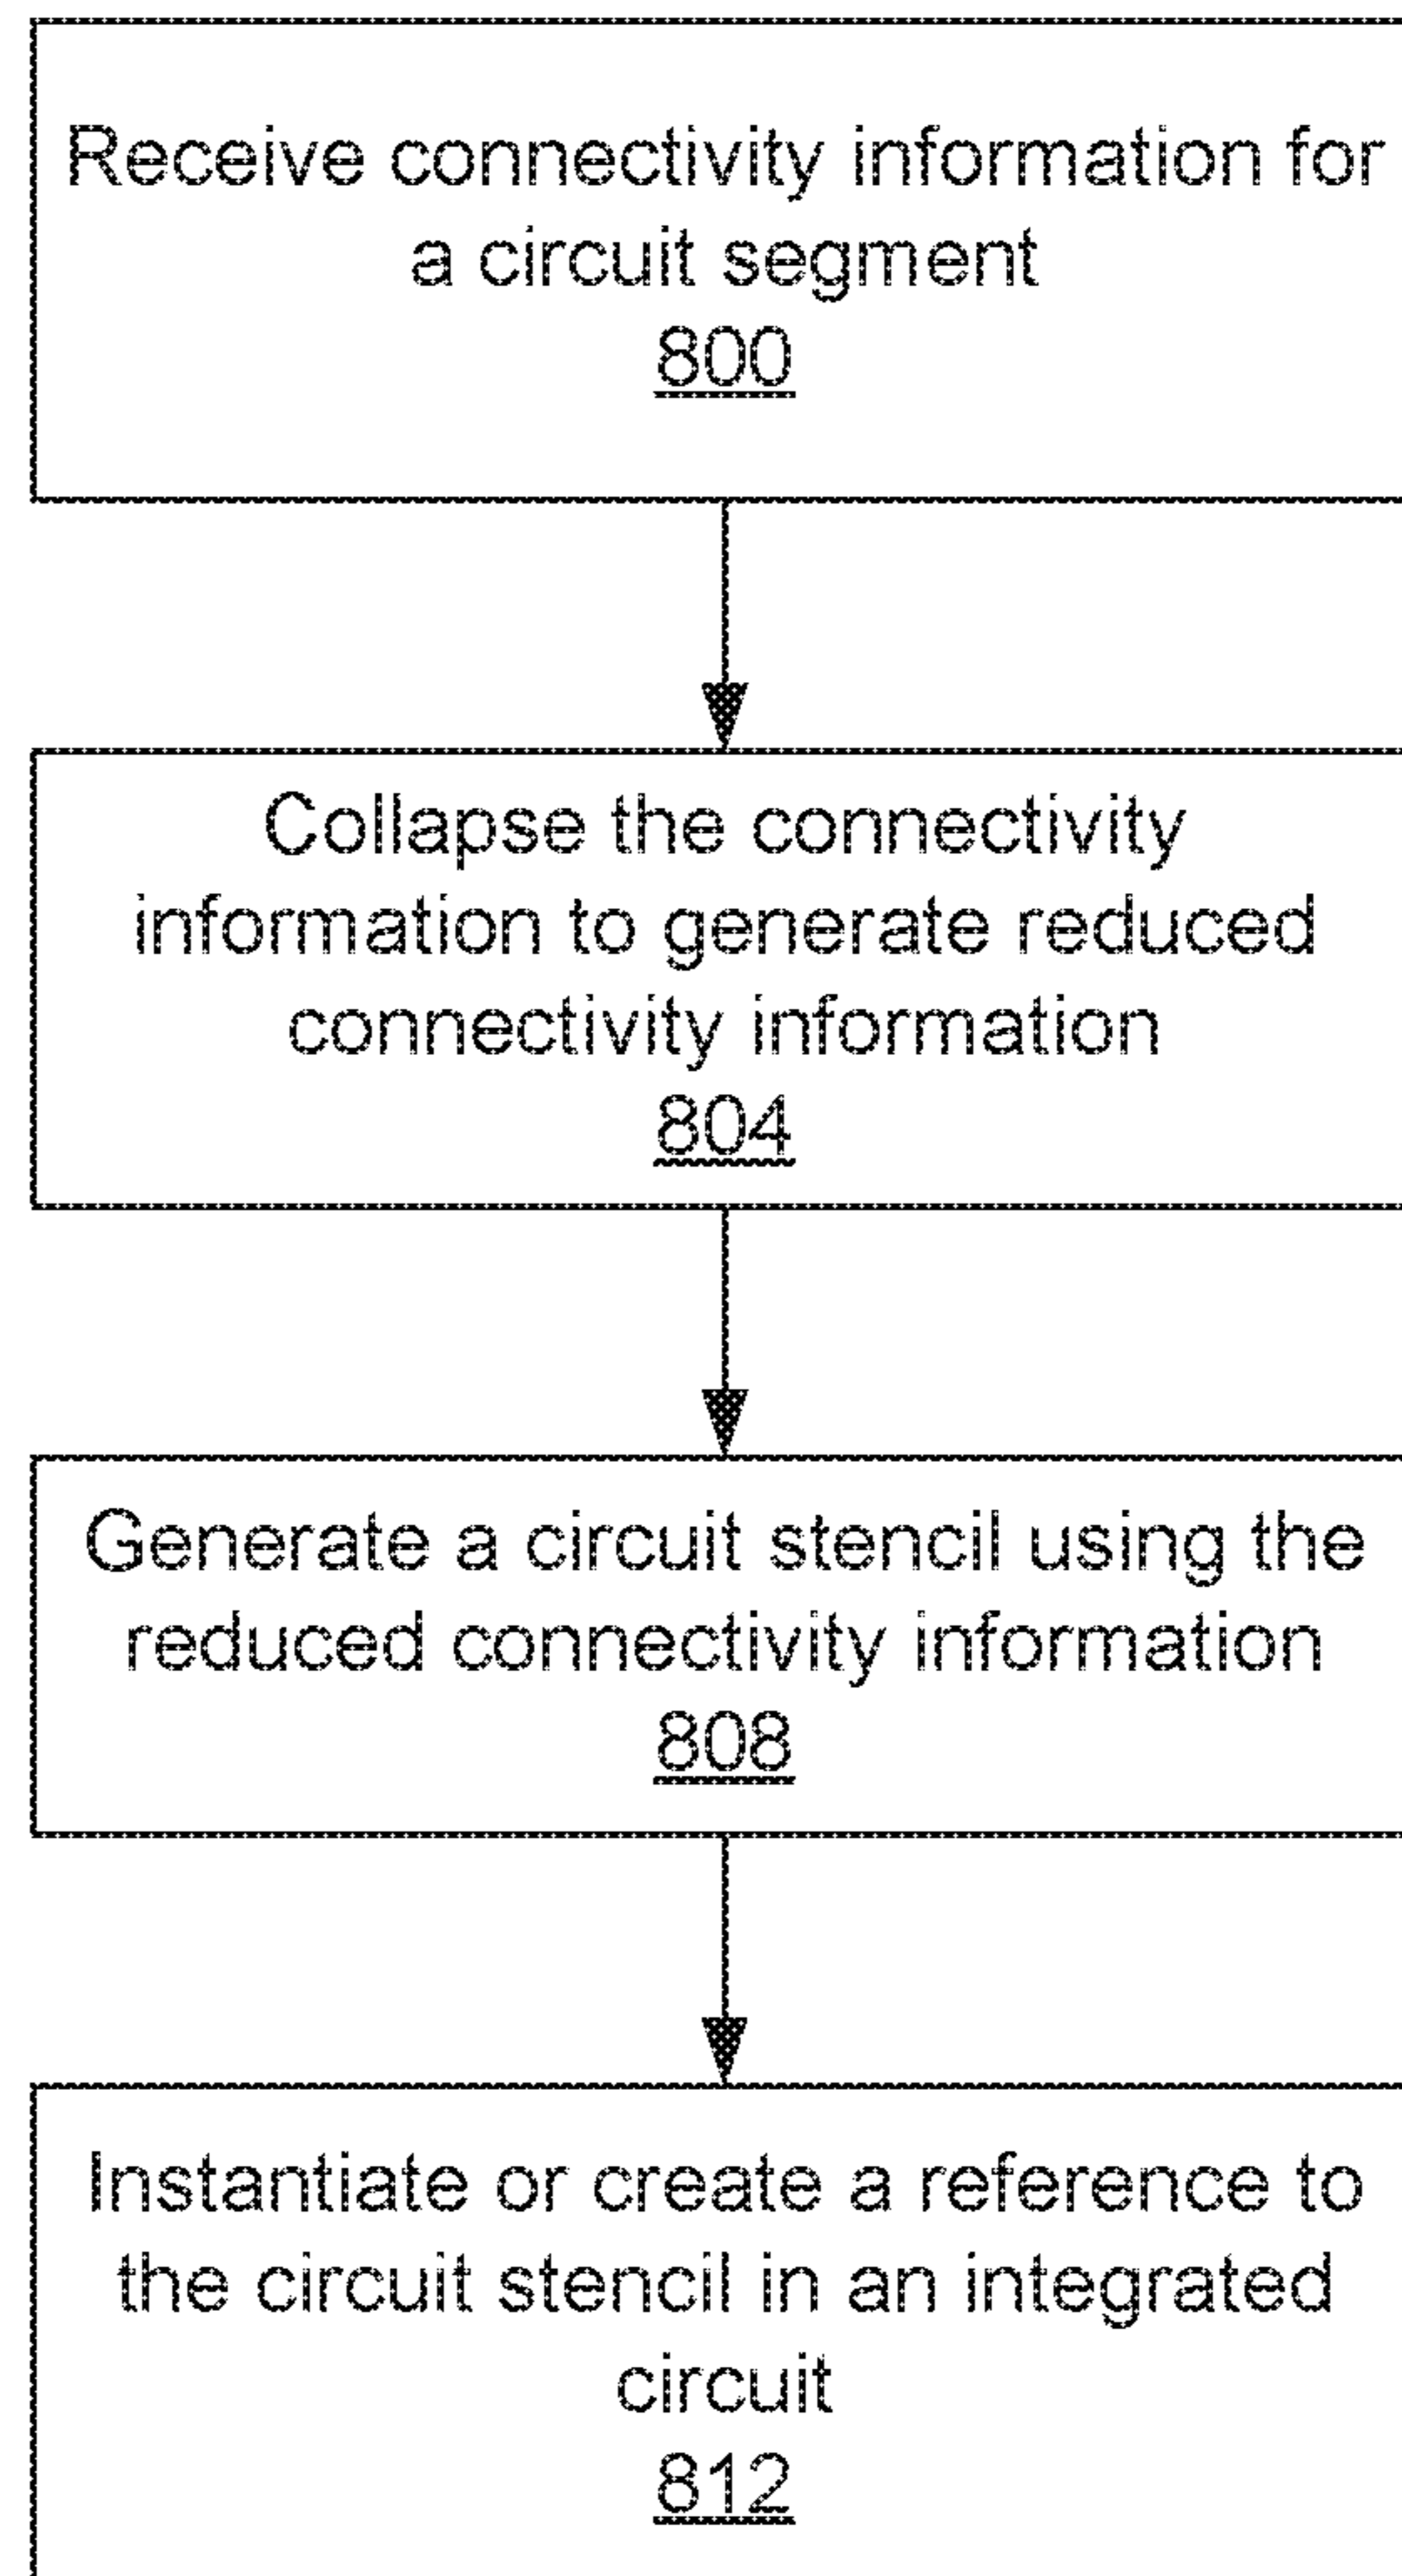 Receive connectivity information for
a circuit segment
800
Collapse the connectivity
information to generate reduced
connectivity information
804
Generate a circuit stencil using the
reduced connectivity information
808
Instantiate or create a reference to
the circuit stencil in an integrated
circuit
812